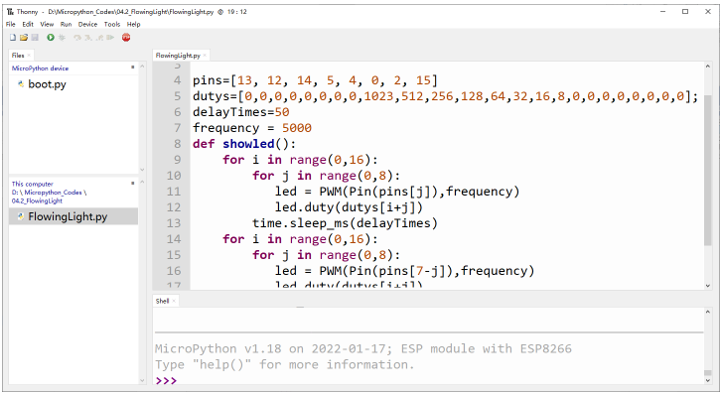 Thonny - D:\Micropython_Codes\04.2_FlowingLight\FlowingLight.py @ 19 : 12
File Edit View Run Device Tools Help
Files
MicroPython device
boot.py
This computer
D: \ Micropython_Codes \
04.2_FlowingLight
FlowingLight.py
FlowingLight.py
3
4 pins=[13, 12, 14, 5, 4, 0, 2, 15]
5 dutys=[0,0,0,0,0,0,0,0,1023,512,256,128,64,32,16,8,0,0,0,0,0,0,0,0];
6 delayTimes=50
7 frequency = 5000
8 def showled():
9 for i in range(0,16):
10 for j in range(0,8):
11 led = PWM(Pin(pins[j]),frequency)
12 led.duty(dutys[i+j])
13 time.sleep_ms(delayTimes)
14 for i in range(0,16):
15 for j in range(0,8):
16 led = PWM(Pin(pins[7-j]),frequency)
17 led.duty(dutys[i+j])
Shell
MicroPython v1.18 on 2022-01-17; ESP module with ESP8266
Type "help()" for more information.
>>>